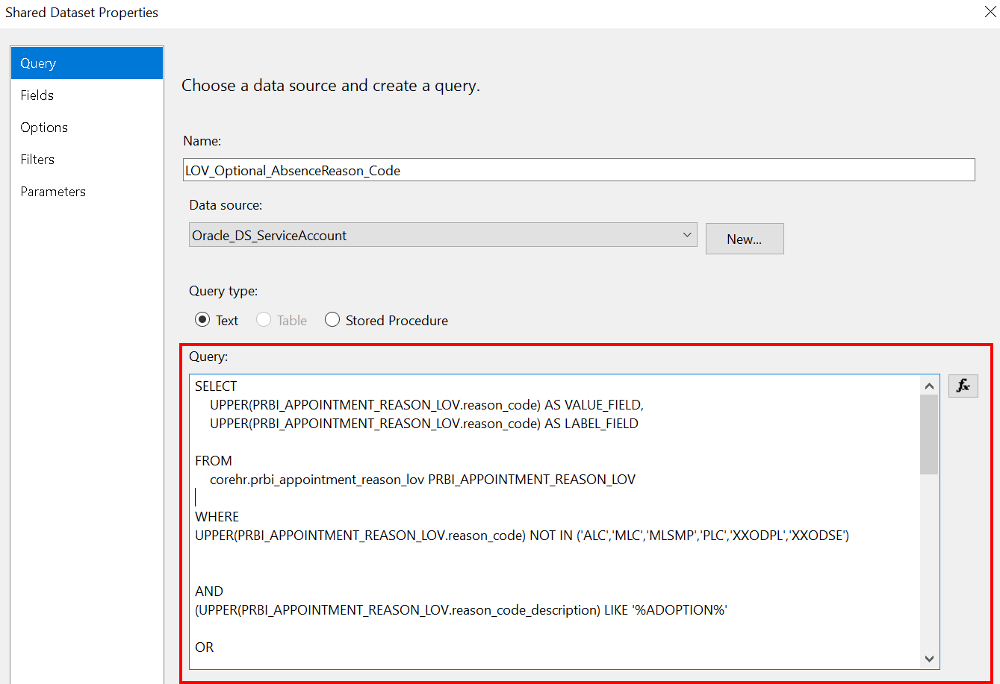 Shared Dataset Properties
Query
Fields
Options
Filters
Parameters
Choose a data source and create a query.
Name:
LOV_Optional_AbsenceReason_Code
Data source:
Oracle_DS_ServiceAccount
New...
Query type:
Text
Table
Stored Procedure
Query:
SELECT
UPPER(PRBI_APPOINTMENT_REASON_LOV.reason_code) AS VALUE_FIELD,
UPPER(PRBI_APPOINTMENT_REASON_LOV.reason_code) AS LABEL_FIELD
FROM
corehr.prbi_appointment_reason_lov PRBI_APPOINTMENT_REASON_LOV
WHERE
UPPER(PRBI_APPOINTMENT_REASON_LOV.reason_code) NOT IN ('ALC','MLC','MLSMP','PLC','XXODPL','XXODSE')
AND
(UPPER(PRBI_APPOINTMENT_REASON_LOV.reason_code_description) LIKE '%ADOPTION%'
OR
fx